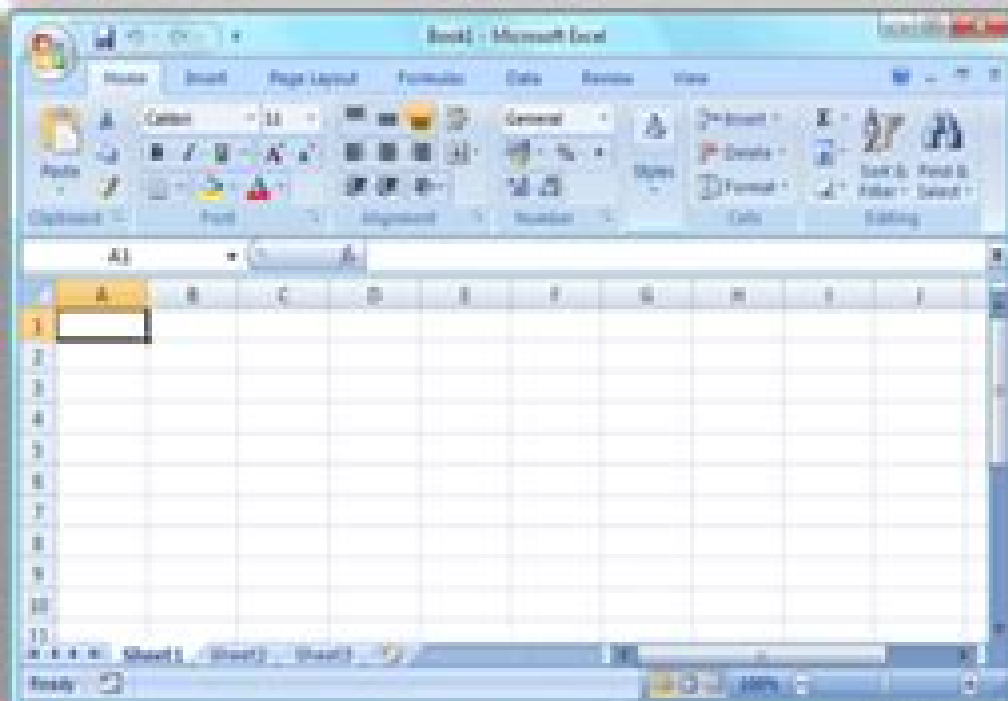 Book1 - Microsoft Excel
Home Insert Page Layout Formulas Data Review View
Calibri 11 General Insert
Paste Styles Delete Sort & Filter Find & Select
Format
Clipboard Font Alignment Number Cells Editing
A1
A B C D E F G H I J
1
2
3
4
5
6
7
8
9
10
11
Sheet1 Sheet2 Sheet3
Ready 100%